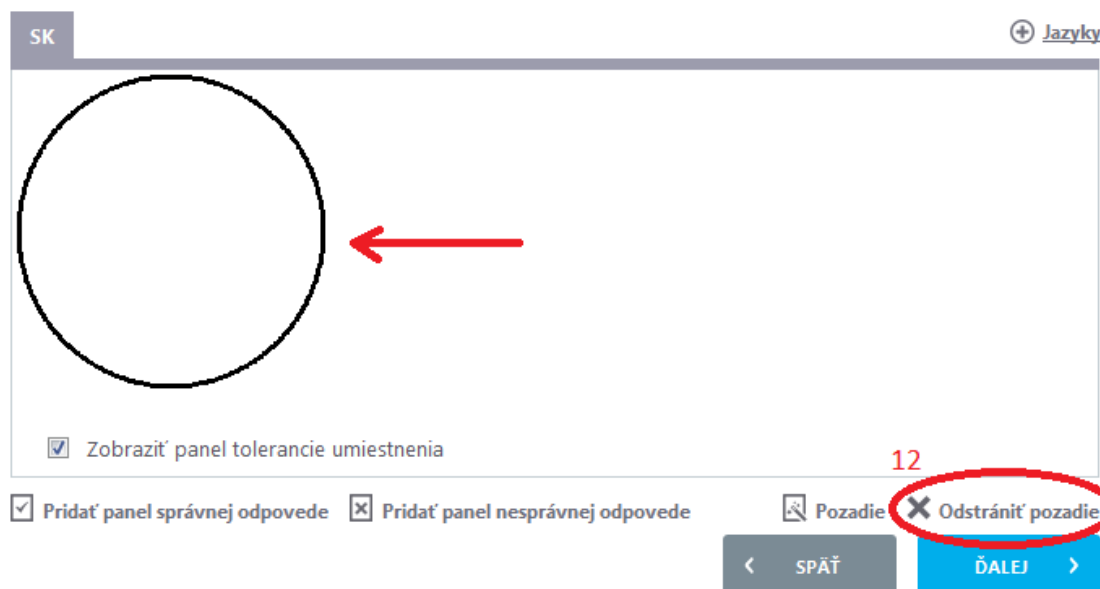 SK
Jazyky
Zobraziť panel tolerancie umiestnenia
12
Pridať panel správnej odpovede Pridať panel nesprávnej odpovede Pozadie Odstrániť pozadie
SPÄŤ ĎALEJ